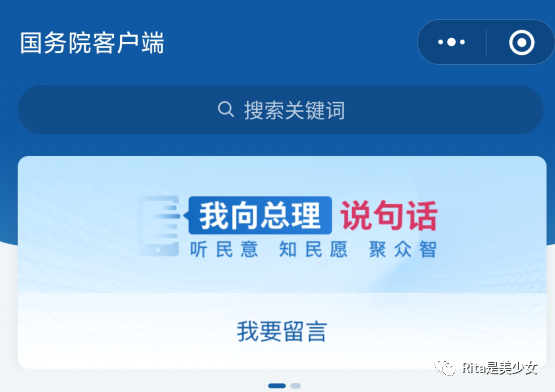 国务院客户端
搜索关键词
我向总理 说句话
听民意 知民愿 聚众智
我要留言
Rita是美少女